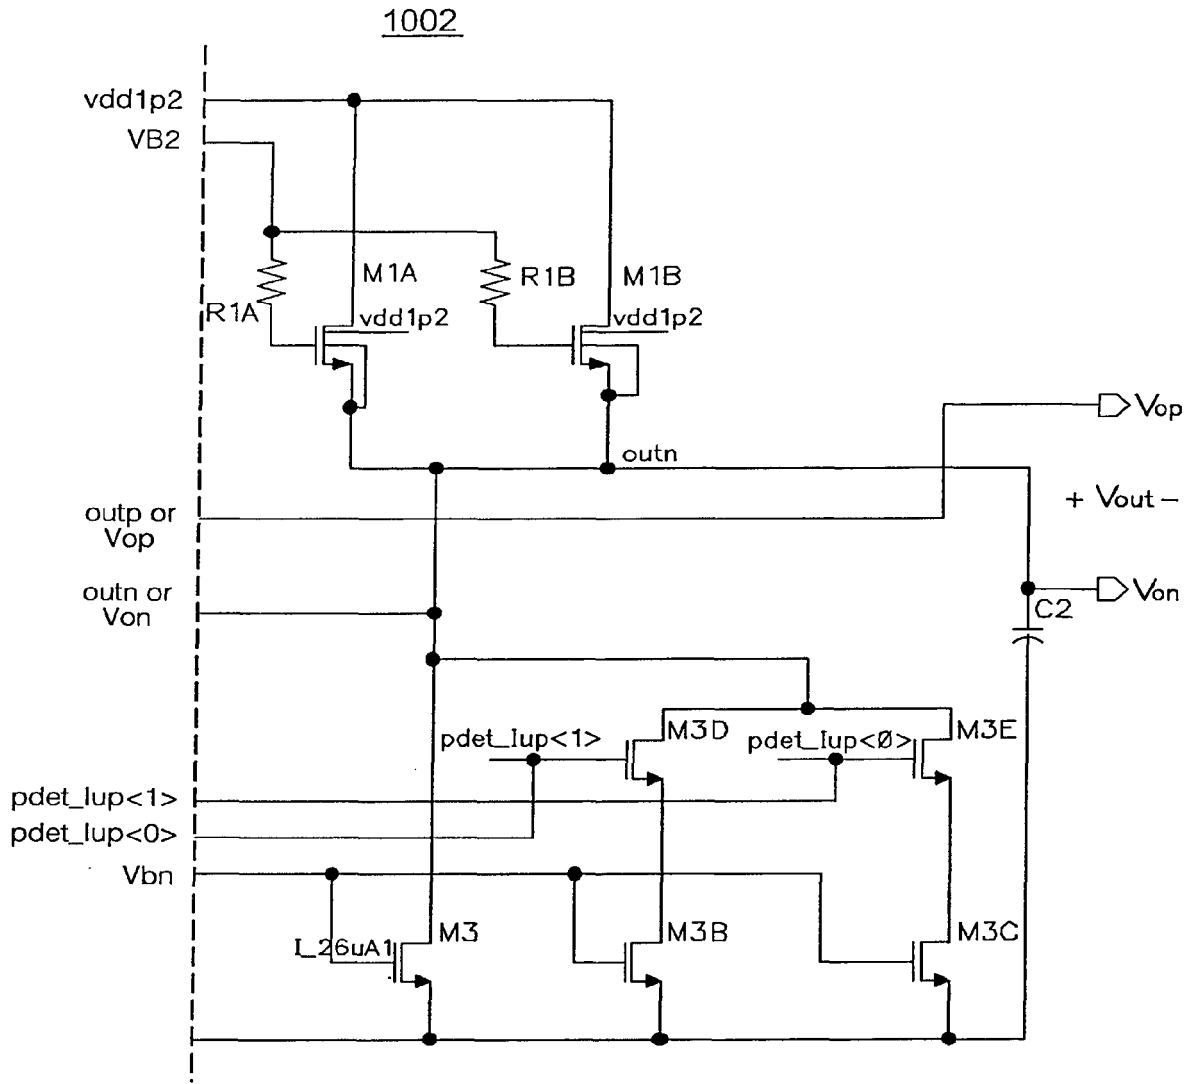 1002
vdd1p2
VB2
M1A
R1B
M1B
R1A
vdd1p2
vdd1p2
Vop
outn
+ Vout -
outp or
Vop
outn or
Von
Von
C2
M3D
M3E
pdet_Iup<1>
pdet_Iup<0>
pdet_Iup<1>
pdet_Iup<0>
Vbn
I_26uA1
M3
M3B
M3C